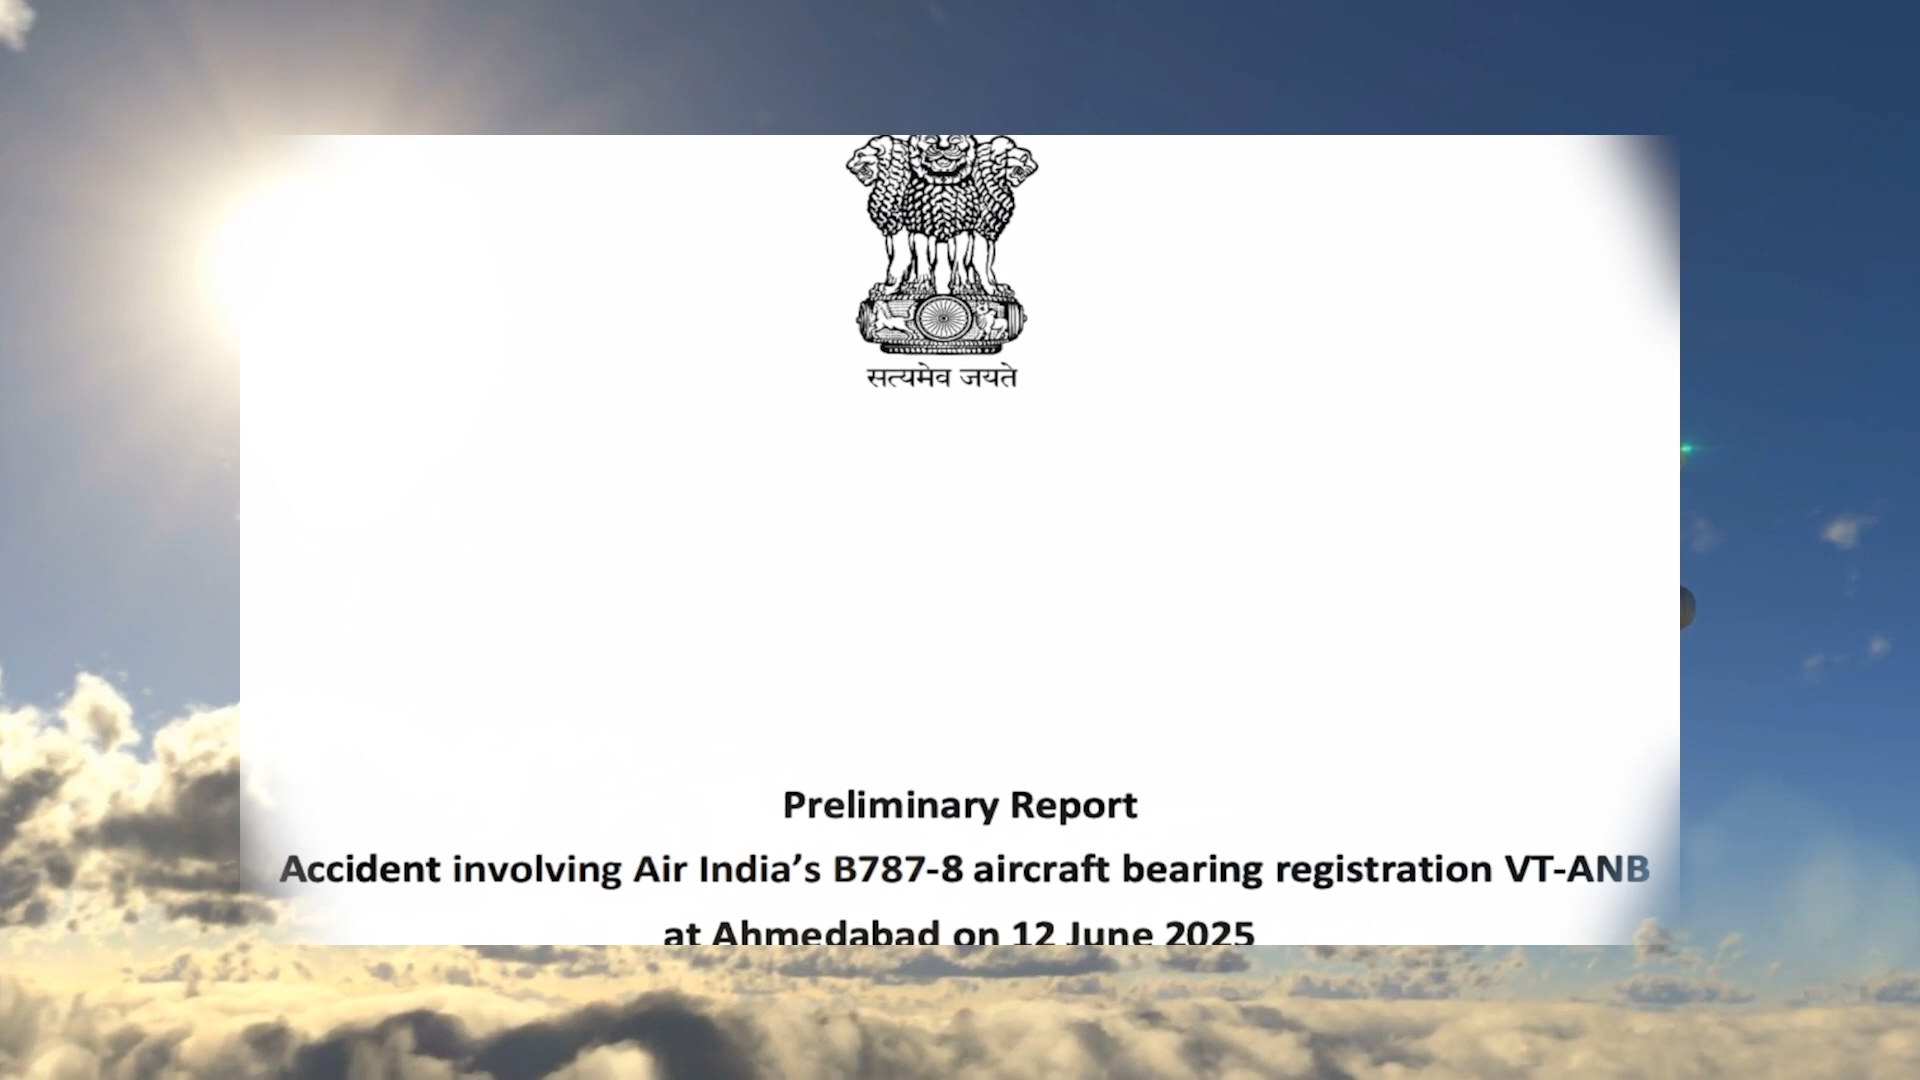 सत्यमेव जयते
Preliminary Report
Accident involving Air India’s B787-8 aircraft bearing registration VT-ANB
at Ahmedabad on 12 June 2025